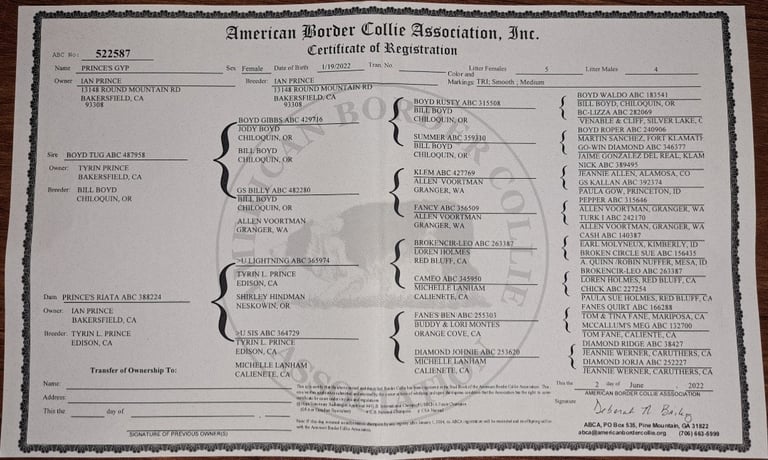 American Border Collie Association, Inc.
Certificate of Registration
ABC No: 522587
Name PRINCE'S GYP Sex Female Date of Birth 1/19/2022 Tran. No. Litter Females 5 Litter Males 4
Owner IAN PRINCE
13148 ROUND MOUNTAIN RD
BAKERSFIELD, CA
93308
Breeder: IAN PRINCE
13148 ROUND MOUNTAIN RD
BAKERSFIELD, CA
93308
Color and
Markings: TRI; Smooth ; Medium
Sire BOYD TUG ABC 487958
Owner: TYRIN PRINCE
BAKERSFIELD, CA
Breeder: BILL BOYD
CHILOQUIN, OR
Dam PRINCE'S RIATA ABC 388224
Owner: IAN PRINCE
BAKERSFIELD, CA
Breeder: TYRIN L. PRINCE
EDISON, CA
BOYD GIBBS ABC 429716
JODY BOYD
CHILOQUIN, OR
BILL BOYD
CHILOQUIN, OR
GS BILLY ABC 482280
BILL BOYD
CHILOQUIN, OR
ALLEN VOORTMAN
GRANGER, WA
>U LIGHTNING ABC 365974
TYRIN L. PRINCE
EDISON, CA
SHIRLEY HINDMAN
NESKOWIN, OR
>U SIS ABC 364729
TYRIN L. PRINCE
EDISON, CA
MICHELLE LANHAM
CALIENETE, CA
BOYD RUSTY ABC 315508
BILL BOYD
CHILOQUIN, OR
SUMMER ABC 359310
BILL BOYD
CHILOQUIN, OR
KLEM ABC 427769
ALLEN VOORTMAN
GRANGER, WA
FANCY ABC 356509
ALLEN VOORTMAN
GRANGER, WA
BROKENCIR-LEO ABC 263387
LOREN HOLMES
RED BLUFF, CA
CAMEO ABC 345950
MICHELLE LANHAM
CALIENETE, CA
FANE'S BEN ABC 255303
BUDDY & LORI MONTES
ORANGE COVE, CA
DIAMOND JOHNIE ABC 253620
MICHELLE LANHAM
CALIENETE, CA
BOYD WALDO ABC 183541
BILL BOYD, CHILOQUIN, OR
BC-LIZZA ABC 282069
VENABLE & CLIFF, SILVER LAKE, C
BOYD ROPER ABC 240906
MARTIN SANCHEZ, FORT KLAMATH
GO-WIN DIAMOND ABC 346377
JAIME GONZALEZ DEL REAL, KLAM
NICK ABC 389495
JEANNIE ALLEN, ALAMOSA, CO
GS KALLAN ABC 392374
PAULA GOW, PRINCETON, ID
PEPPER ABC 315646
ALLEN VOORTMAN, GRANGER, WA
TURK I ABC 242170
ALLEN VOORTMAN, GRANGER, WA
CASH ABC 140387
EARL MOLYNEUX, KIMBERLY, ID
BROKEN CIRCLE SUE ABC 156435
A. QUINN /ROBIN NUFFER, MESA, ID
BROKENCIR-LEO ABC 263387
LOREN HOLMES, RED BLUFF, CA
CHICK ABC 227254
PAULA SUE HOLMES, RED BLUFF, CA
FANES QUIRT ABC 166288
TOM & TINA FANE, MARIPOSA, CA
MCCALLUM'S MEG ABC 132700
TOM FANE, CALIENTE, CA
DIAMOND RIDGE ABC 38427
JEANNIE WERNER, CARUTHERS, CA
DIAMOND JORJA ABC 252227
JEANNIE WERNER, CARUTHERS, CA
Transfer of Ownership To:
Name:
Address:
This the day of ,
SIGNATURE OF PREVIOUS OWNER(S)
This the 2 day of June , 2022
AMERICAN BORDER COLLIE ASSOCIATION
Signature
ABCA, PO Box 535, Pine Mountain, GA 31822
abca@americanbordercollie.org (706) 663-6999
AMERICAN BORDER COLLIE ASSOCIATION